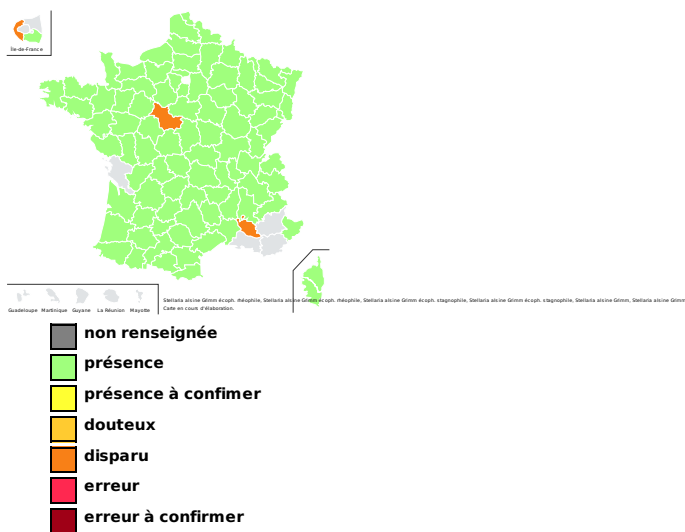 Île-de-France
Guadeloupe Martinique Guyane La Réunion Mayotte
Stellaria alsine Grimm écoph. rhéophile, Stellaria alsine Grimm écoph. rhéophile, Stellaria alsine Grimm écoph. stagnophile, Stellaria alsine Grimm écoph. stagnophile, Stellaria alsine Grimm, Stellaria alsine Grimm
Carte en cours d'élaboration.
non renseignée
présence
présence à confimer
douteux
disparu
erreur
erreur à confirmer